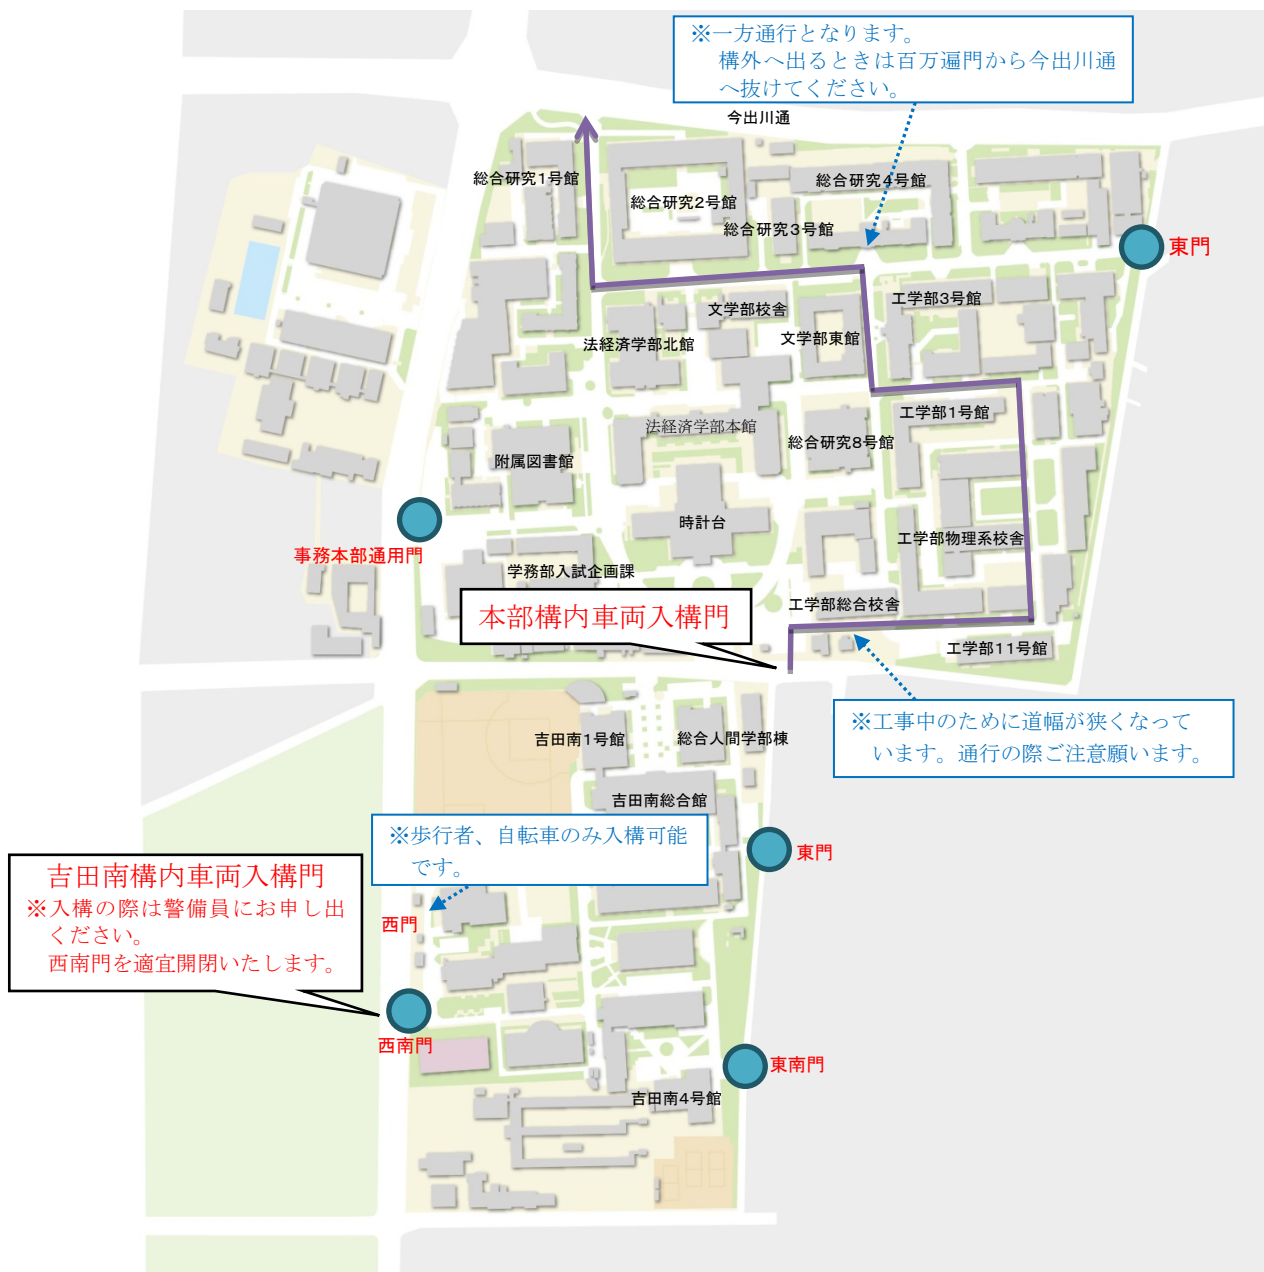 ※一方通行となります。
構外へ出るときは百万遍門から今出川通
へ抜けてください。
今出川通
総合研究1号館
総合研究2号館
総合研究3号館
総合研究4号館
東門
文学部校舎
工学部3号館
法経済学部北館
文学部東館
法経済学部本館
総合研究8号館
工学部1号館
附属図書館
時計台
工学部物理系校舎
事務本部通用門
学務部入試企画課
本部構内車両入構門
工学部総合校舎
工学部11号館
※工事中のために道幅が狭くなって
います。通行の際ご注意願います。
吉田南1号館
総合人間学部棟
吉田南総合館
※歩行者、自転車のみ入構可能
です。
東門
吉田南構内車両入構門
※入構の際は警備員にお申し出
ください。
西南門を適宜開閉いたします。
西門
西南門
東南門
吉田南4号館